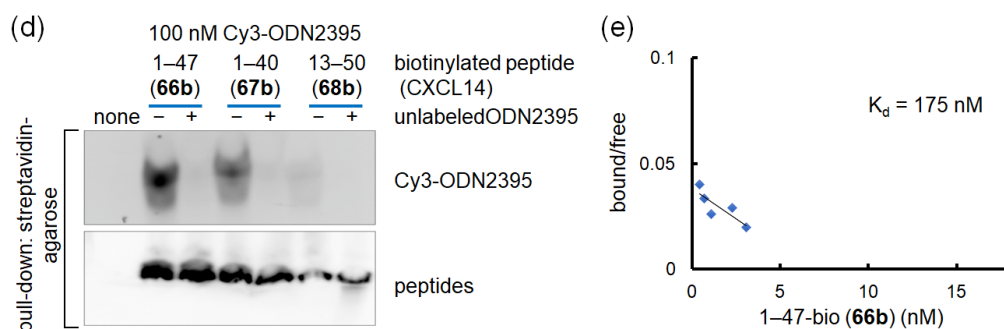 (d)
100 nM Cy3-ODN2395
1–47 1–40 13–50 biotinylated peptide
(66b) (67b) (68b) (CXCL14)
none – + – + – + unlabeledODN2395
pull-down: streptavidin-
agarose
Cy3-ODN2395
peptides
(e)
0.1
Kd = 175 nM
0.05
bound/free
0
0 5 10 15
1–47-bio (66b) (nM)